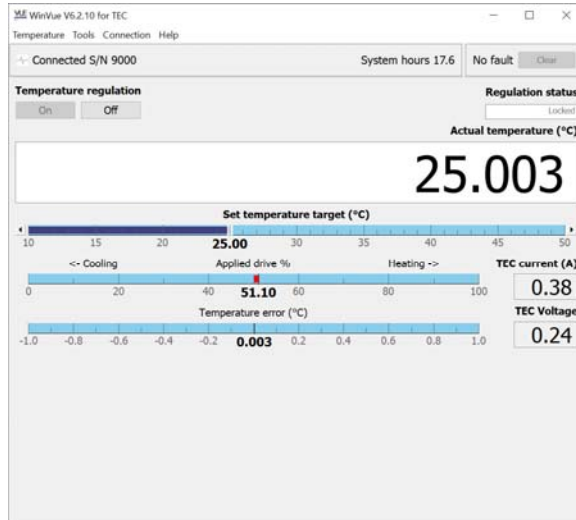 VUE WinVue V6.2.10 for TEC
Temperature Tools Connection Help
Connected S/N 9000 System hours 17.6 No fault Clear
Temperature regulation Regulation status
On Off Locked
Actual temperature (°C)
25.003
Set temperature target (°C)
10 15 20 25.00 30 35 40 45 50
<- Cooling Applied drive % Heating -> TEC current (A)
0 20 40 51.10 60 80 100 0.38
Temperature error (°C) TEC Voltage
-1.0 -0.8 -0.6 -0.4 -0.2 0.003 0.2 0.4 0.6 0.8 1.0 0.24